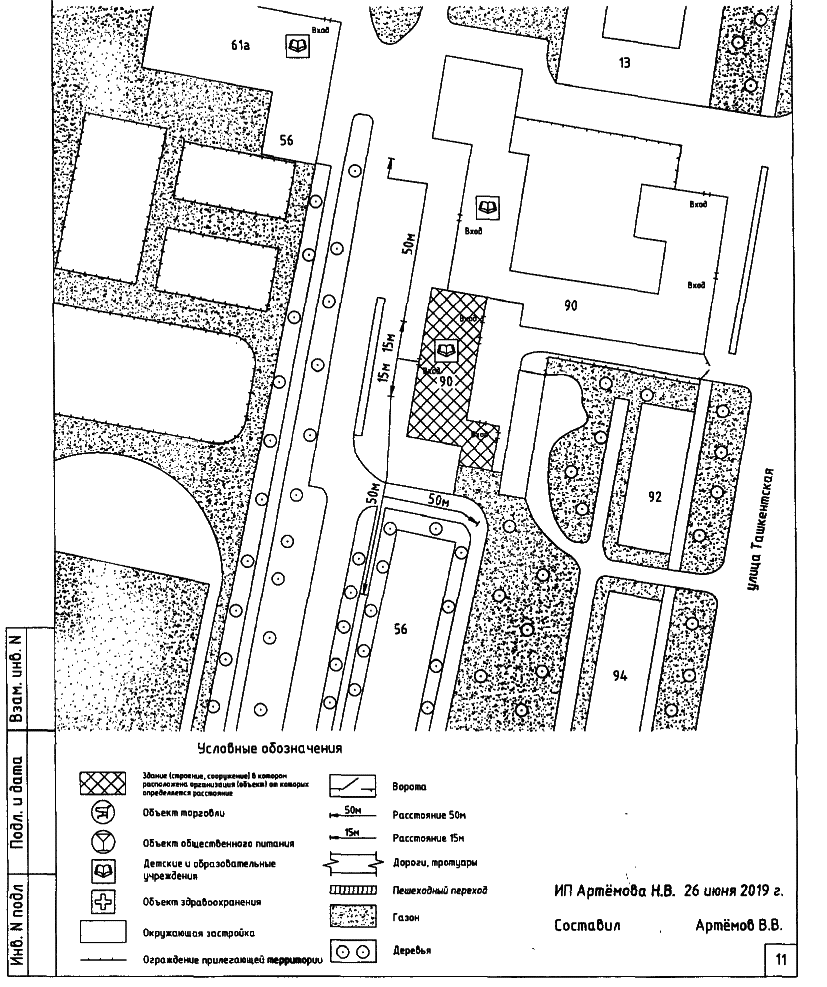 61а
Вход
13
56
Вход
Вход
50м
Вход
90
Вход
15м
15м
Вход
90
Вход
50м
50м
92
улица Ташкентская
56
94
Взам. инв. N
Подл. и дата
Инв. N подл
Условные обозначения
Здание (строение, сооружение) в котором
расположена организация (объект) от которых
определяется расстояние
Объект торговли
Объект общественного питания
Детские и образовательные
учреждения
Объект здравоохранения
Окружающая застройка
Ограждение прилегающей территории
Ворота
50м
Расстояние 50м
15м
Расстояние 15м
Дороги, тротуары
Пешеходный переход
Газон
Деревья
ИП Артёмова Н.В. 26 июня 2019 г.
Составил Артёмов В.В.
11